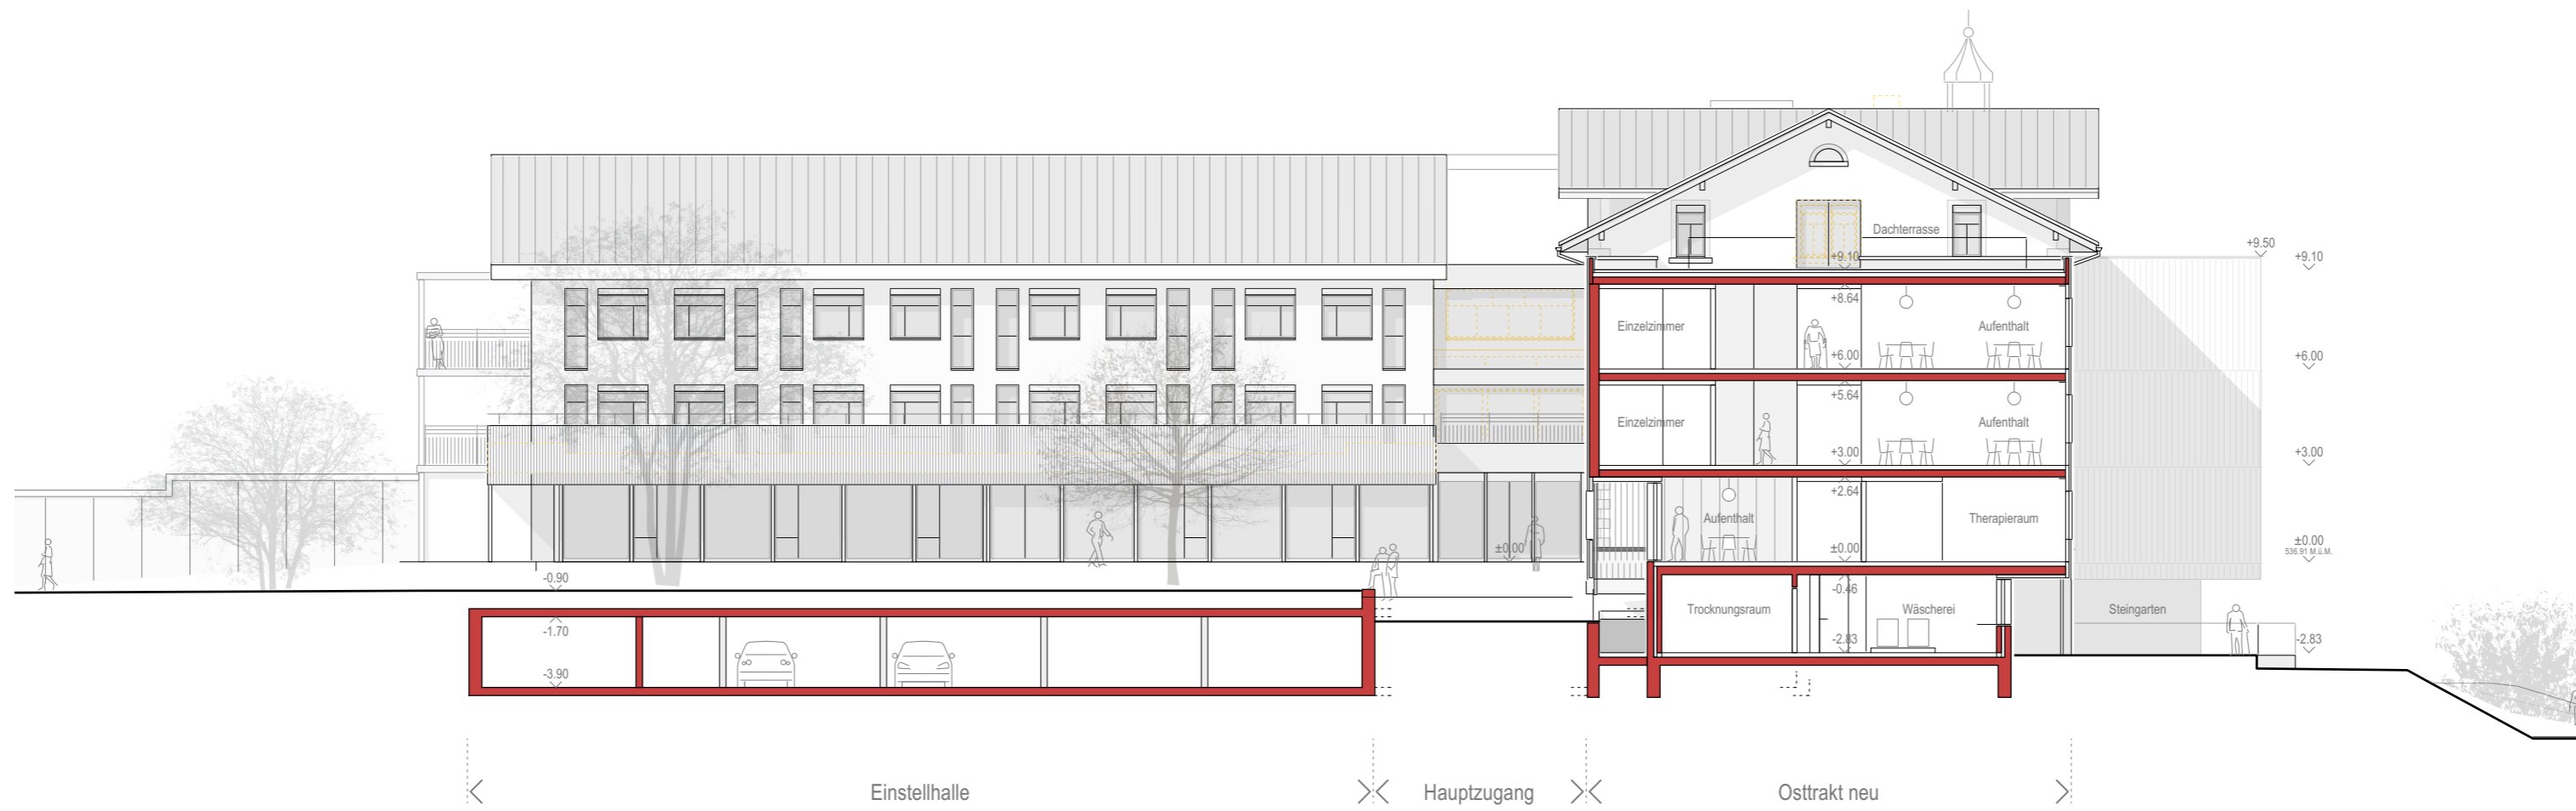 Dachterrasse
+9.50
+9.10
+9.10
+8.64
Einzelzimmer
Aufenthalt
+6.00
+6.00
+5.64
Einzelzimmer
Aufenthalt
+3.00
+3.00
+2.64
Aufenthalt
Therapieraum
±0.00
±0.00
±0.00
536.91 M.ü.M.
-0.90
-0.46
Trocknungsraum
Wäscherei
Steingarten
-1.70
-2.83
-2.83
-3.90
Einstellhalle
Hauptzugang
Osttrakt neu